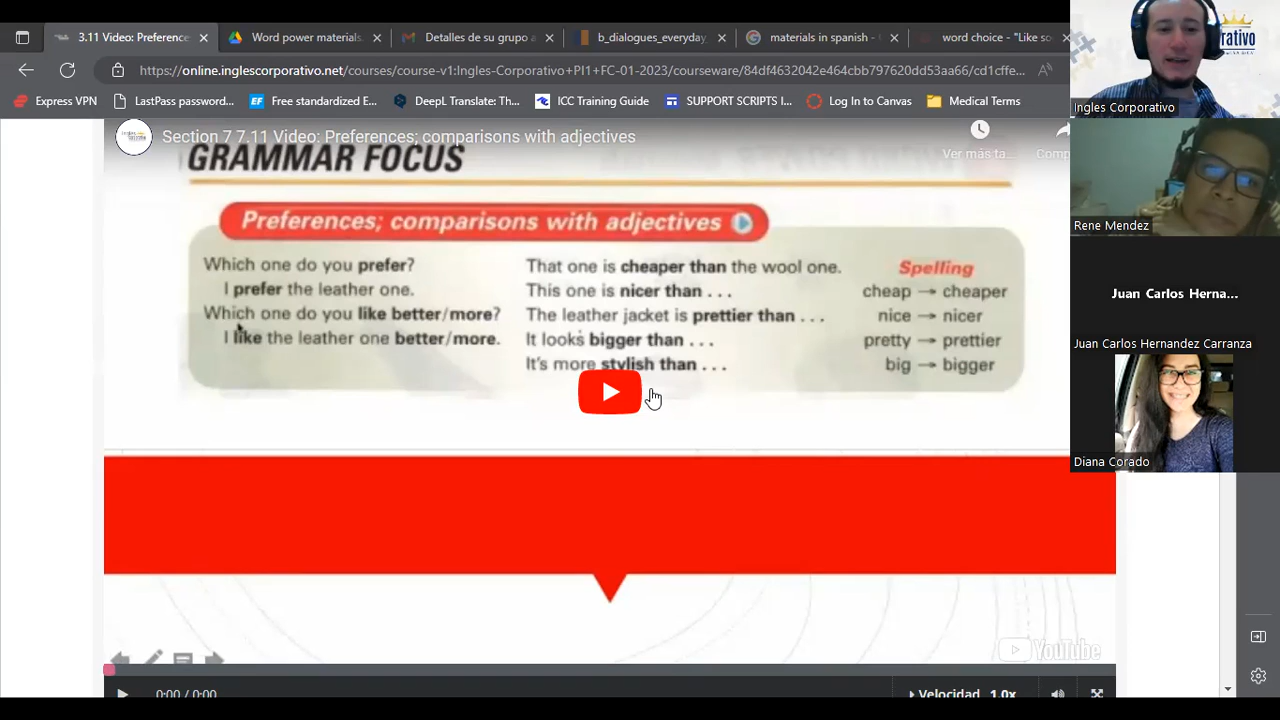 3.11 Video: Preference
Word power materials.
Detalles de su grupo a
b_dialogues_everyday_
materials in spanish -
word choice - "Like so
https://online.inglescorporativo.net/courses/course-v1:Ingles-Corporativo+PI1+FC-01-2023/courseware/84df4632042e464cbb797620dd53aa66/cd1cffe...
Express VPN
LastPass password...
EF Free standardized E...
DeepL Translate: Th...
ICC Training Guide
SUPPORT SCRIPTS I...
Log In to Canvas
Medical Terms
Section 7 7.11 Video: Preferences; comparisons with adjectives
Ver más ta...
Comp
GRAMMAR FOCUS
Preferences; comparisons with adjectives
Which one do you prefer?
I prefer the leather one.
Which one do you like better/more?
I like the leather one better/more.
That one is cheaper than the wool one.
This one is nicer than . . .
The leather jacket is prettier than . . .
It looks bigger than . . .
It's more stylish than . . .
Spelling
cheap → cheaper
nice → nicer
pretty → prettier
big → bigger
YouTube
0:00 / 0:00
Velocidad 1.0x
rativo
Ingles Corporativo
Rene Mendez
Juan Carlos Herna...
Juan Carlos Hernandez Carranza
Diana Corado